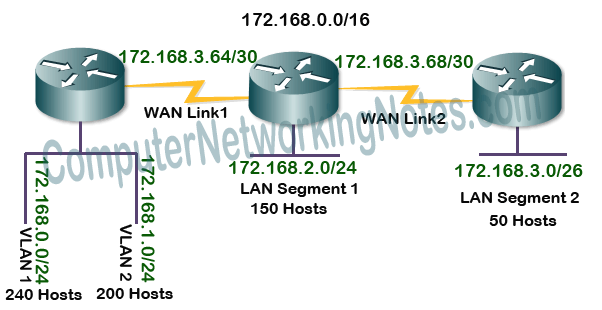 172.168.0.0/16
172.168.3.64/30
172.168.3.68/30
WAN Link1
WAN Link2
ComputerNetworkingNotes.com
172.168.2.0/24
LAN Segment 1
150 Hosts
172.168.3.0/26
LAN Segment 2
50 Hosts
172.168.0.0/24
VLAN 1
240 Hosts
172.168.1.0/24
VLAN 2
200 Hosts